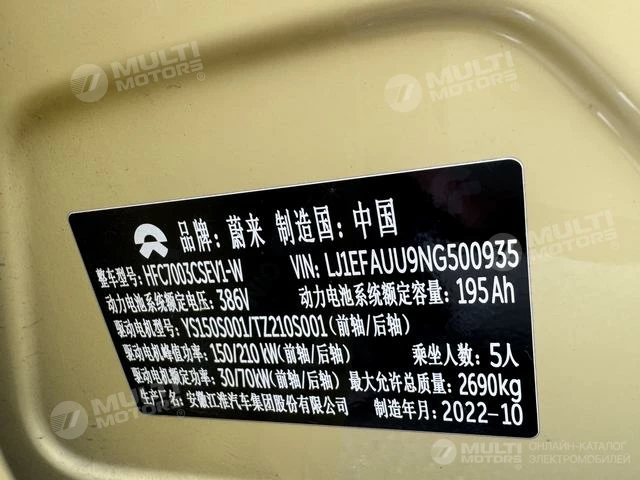 MULTI MOTORS®
MULTI MOTORS®
品牌: 蔚来 制造国: 中国
整车型号: HFC7003CSEV1-W VIN: LJ1EFAUU9NG500935
动力电池系统额定电压: 386V 动力电池系统额定容量: 195Ah
驱动电机型号: YS150S001/TZ210S001(前轴/后轴)
驱动电机峰值功率: 150/210 kW(前轴/后轴) 乘坐人数: 5人
驱动电机额定功率: 30/70kW(前轴/后轴) 最大允许总质量: 2690kg
生产厂名: 安徽江淮汽车集团股份有限公司 制造年月: 2022-10
MULTI MOTORS®
MULTI MOTORS
ОНЛАЙН-КАТАЛОГ
ЭЛЕКТРОМОБИЛЕЙ